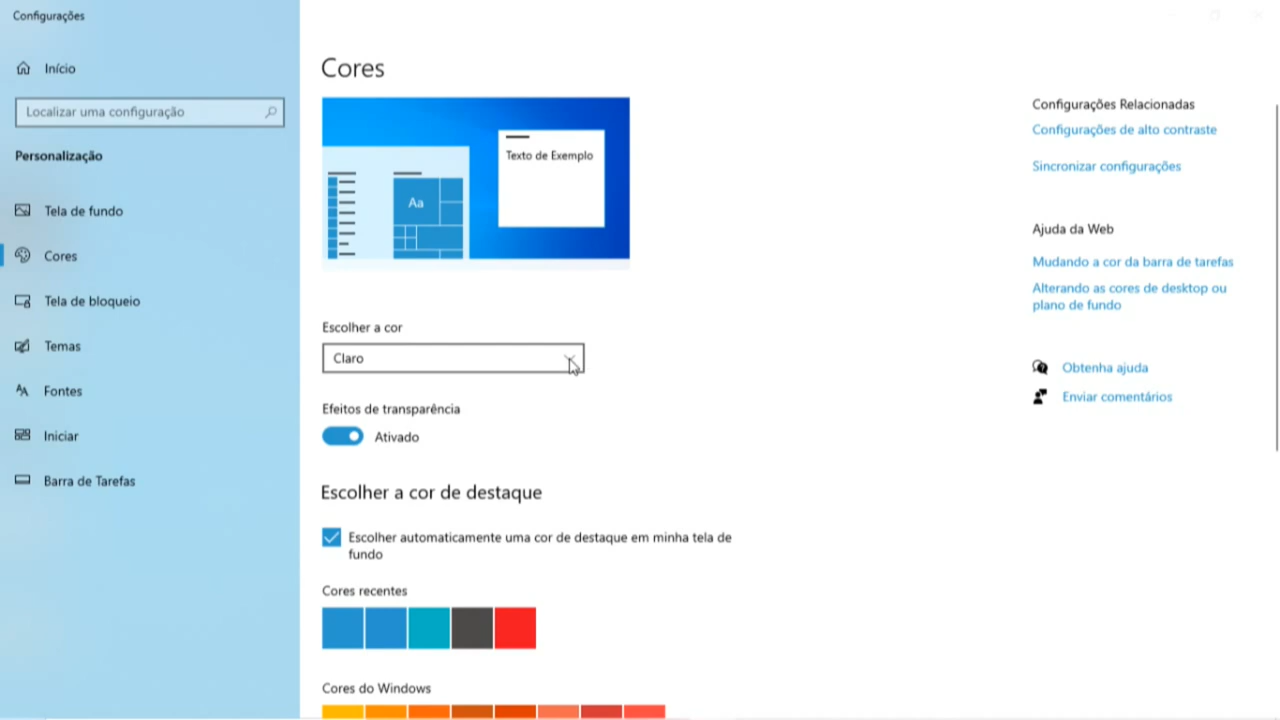 Configurações
Início
Localizar uma configuração
Personalização
Tela de fundo
Cores
Tela de bloqueio
Temas
Fontes
Iniciar
Barra de Tarefas
Cores
Texto de Exemplo
Aa
Escolher a cor
Claro
Efeitos de transparência
Ativado
Escolher a cor de destaque
Escolher automaticamente uma cor de destaque em minha tela de
fundo
Cores recentes
Cores do Windows
Configurações Relacionadas
Configurações de alto contraste
Sincronizar configurações
Ajuda da Web
Mudando a cor da barra de tarefas
Alterando as cores de desktop ou
plano de fundo
Obtenha ajuda
Enviar comentários